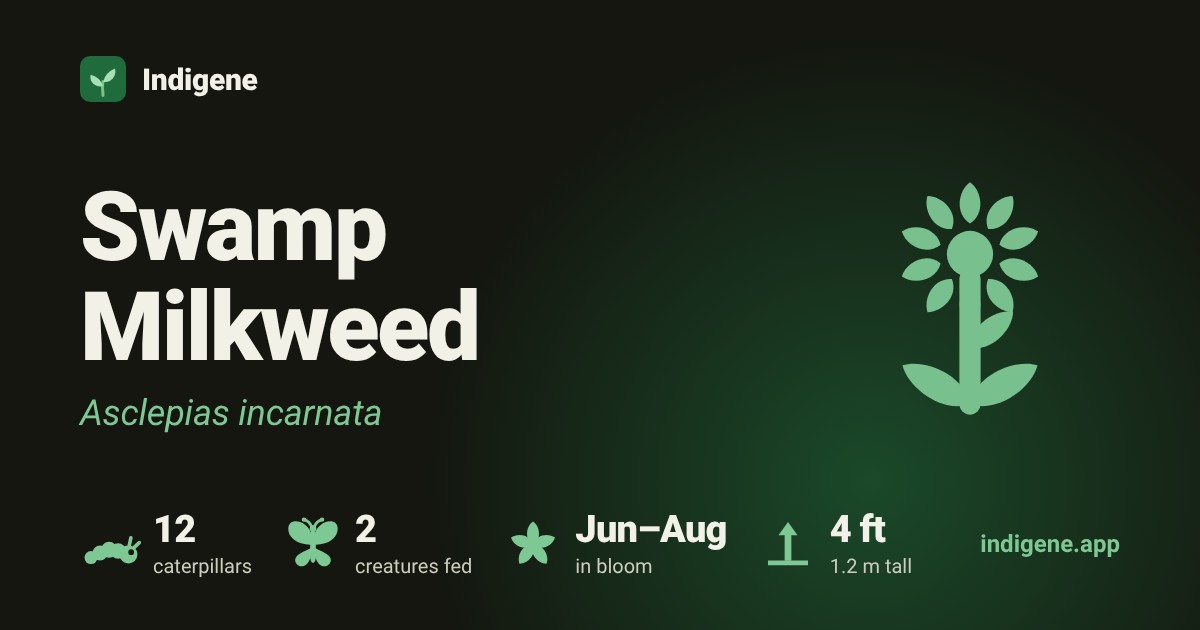 Indigene
Swamp
Milkweed
Asclepias incarnata
12
caterpillars
2
creatures fed
Jun–Aug
in bloom
4 ft
1.2 m tall
indigene.app